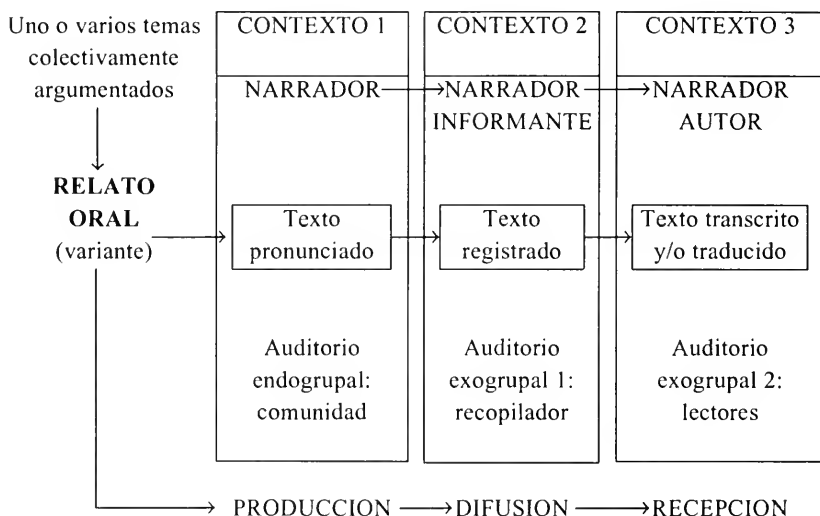 Uno o varios temas
colectivamente
argumentados
RELATO
ORAL
(variante)
CONTEXTO 1
NARRADOR
Texto
pronunciado
Auditorio
endogrupal:
comunidad
CONTEXTO 2
NARRADOR
INFORMANTE
Texto
registrado
Auditorio
exogrupal 1:
recopilador
CONTEXTO 3
NARRADOR
AUTOR
Texto transcrito
y/o traducido
Auditorio
exogrupal 2:
lectores
PRODUCCION
DIFUSION
RECEPCION